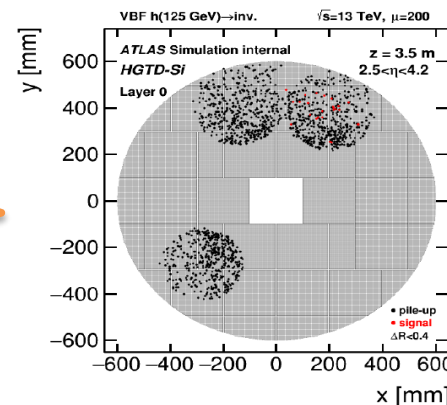 VBF h(125 GeV)→inv. √s=13 TeV, μ=200
y [mm]
ATLAS Simulation internal z = 3.5 m
HGTD-Si 2.5<η<4.2
Layer 0
600
400
200
0
−200
−400
−600
• pile-up
• signal
ΔR<0.4
−600 −400 −200 0 200 400 600
x [mm]